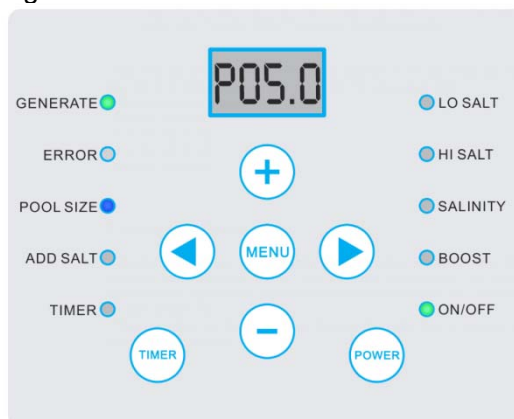 P05.0
GENERATE
LO SALT
ERROR
HI SALT
+
POOL SIZE
SALINITY
MENU
ADD SALT
BOOST
TIMER
ON/OFF
−
TIMER
POWER